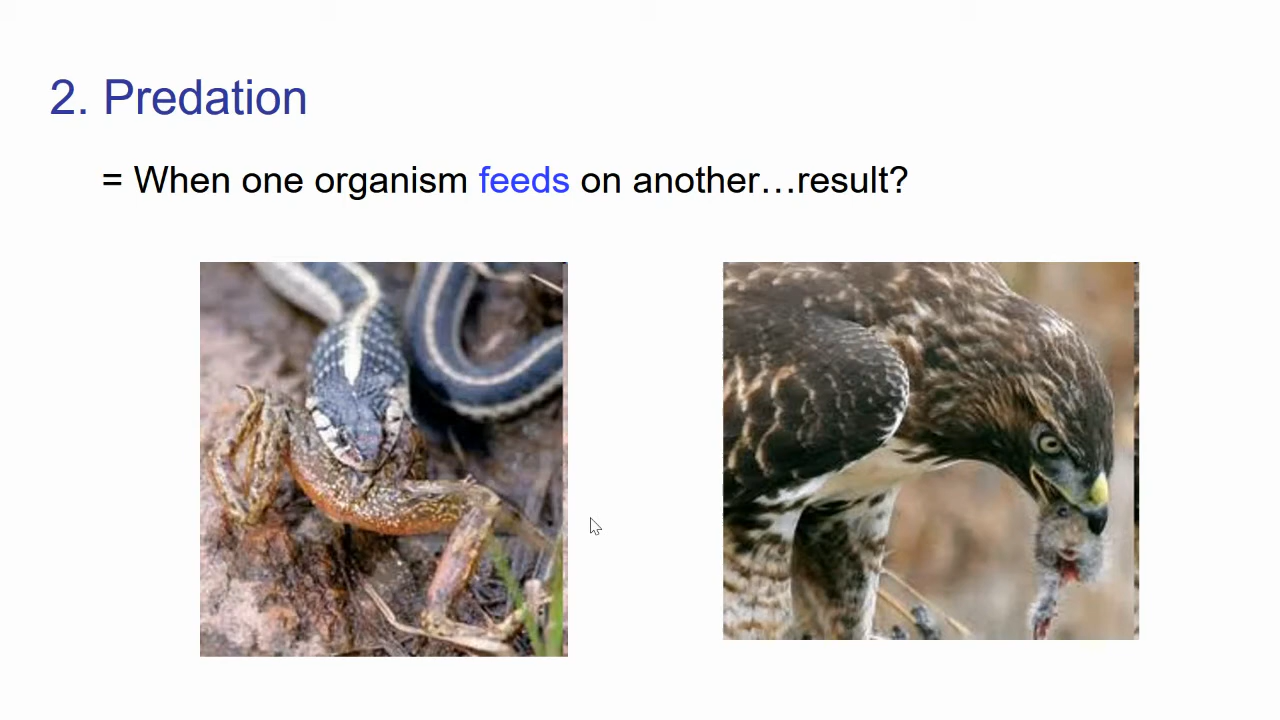 2. Predation
= When one organism feeds on another…result?